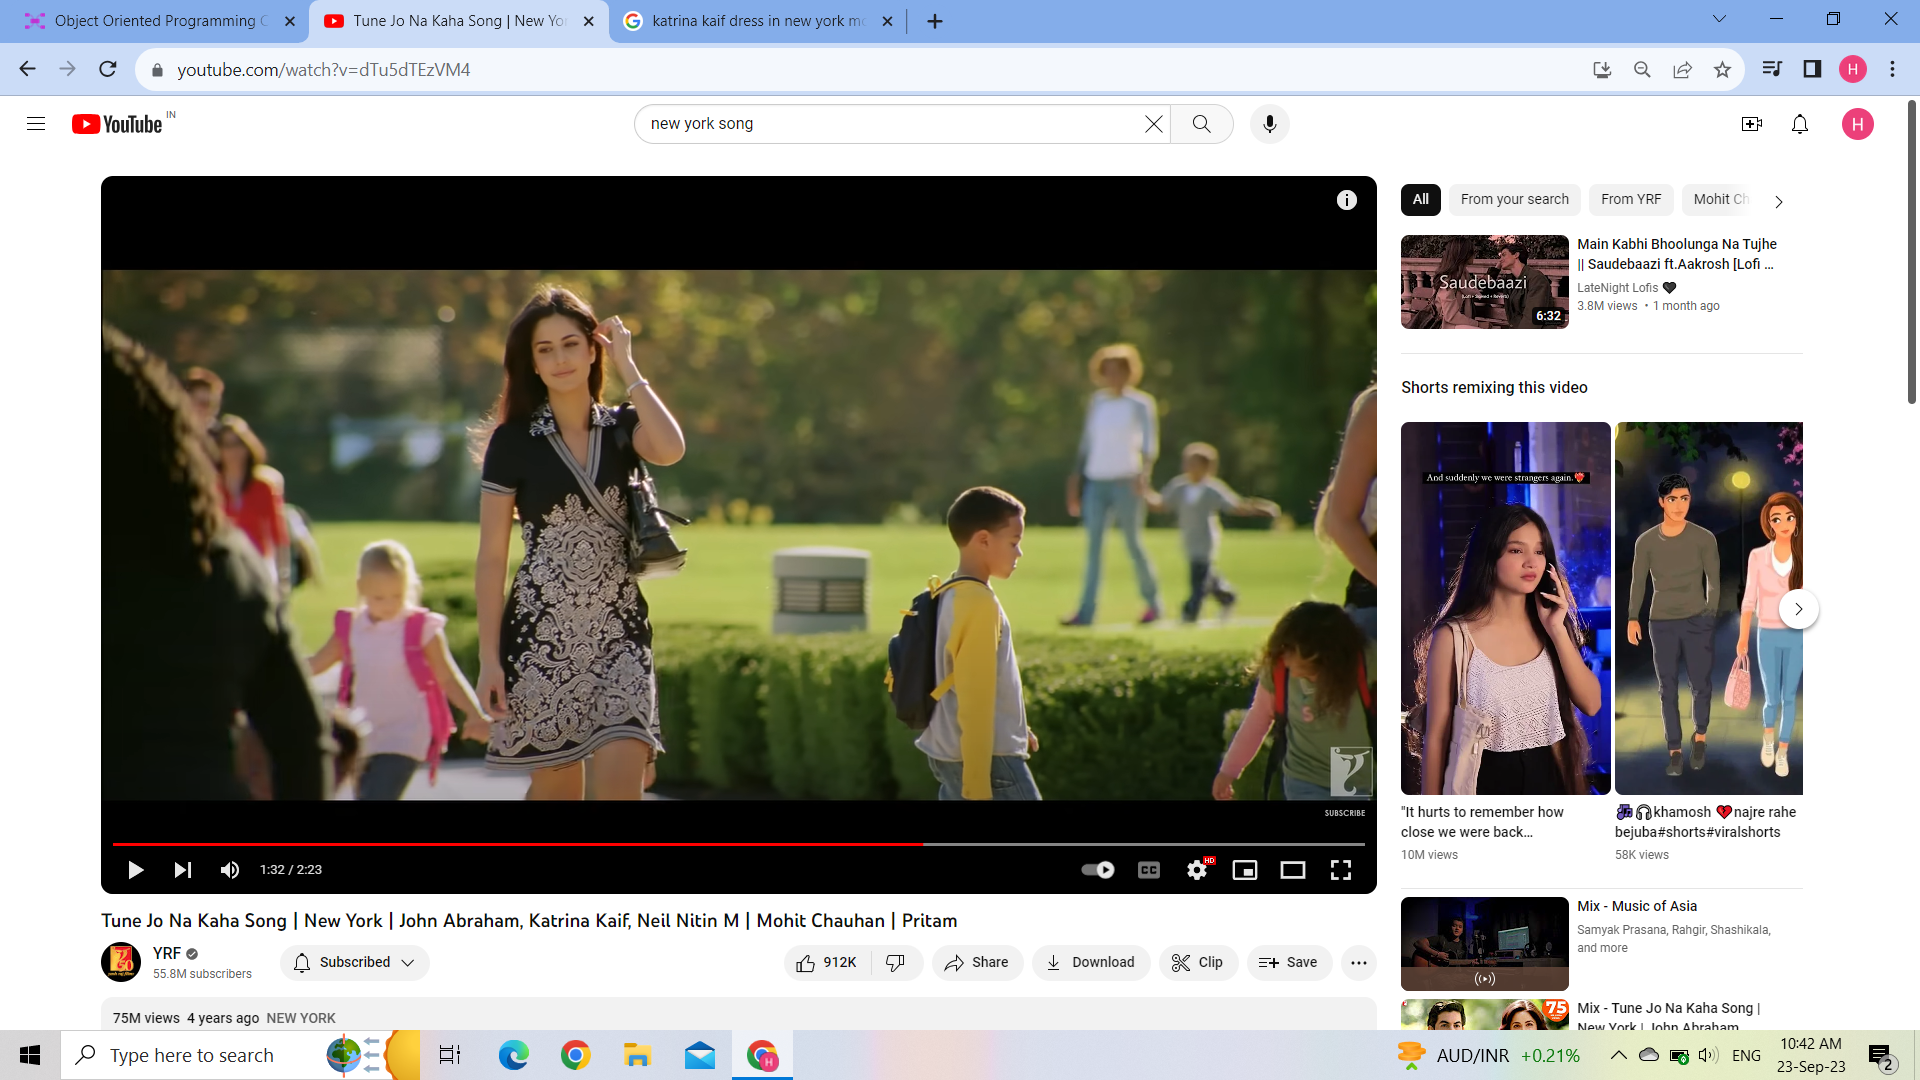 Object Oriented Programming C
Tune Jo Na Kaha Song | New Yor
katrina kaif dress in new york mo
youtube.com/watch?v=dTu5dTEzVM4
H
YouTube IN
new york song
H
All
From your search
From YRF
Mohit Ch
Saudebaazi
6:32
Main Kabhi Bhoolunga Na Tujhe
|| Saudebaazi ft.Aakrosh [Lofi ...
LateNight Lofis 🖤
3.8M views • 1 month ago
Shorts remixing this video
And suddenly we were strangers again.
"It hurts to remember how
close we were back...
10M views
🎶🎧khamosh 💔najre rahe
bejuba#shorts#viralshorts
58K views
SUBSCRIBE
1:32 / 2:23
CC
HD
Tune Jo Na Kaha Song | New York | John Abraham, Katrina Kaif, Neil Nitin M | Mohit Chauhan | Pritam
YRF
55.8M subscribers
Subscribed
912K
Share
Download
Clip
Save
75M views 4 years ago NEW YORK
Mix - Music of Asia
Samyak Prasana, Rahgir, Shashikala,
and more
75
Mix - Tune Jo Na Kaha Song |
New York | John Abraham
Type here to search
H
AUD/INR +0.21%
ENG
10:42 AM
23-Sep-23
2